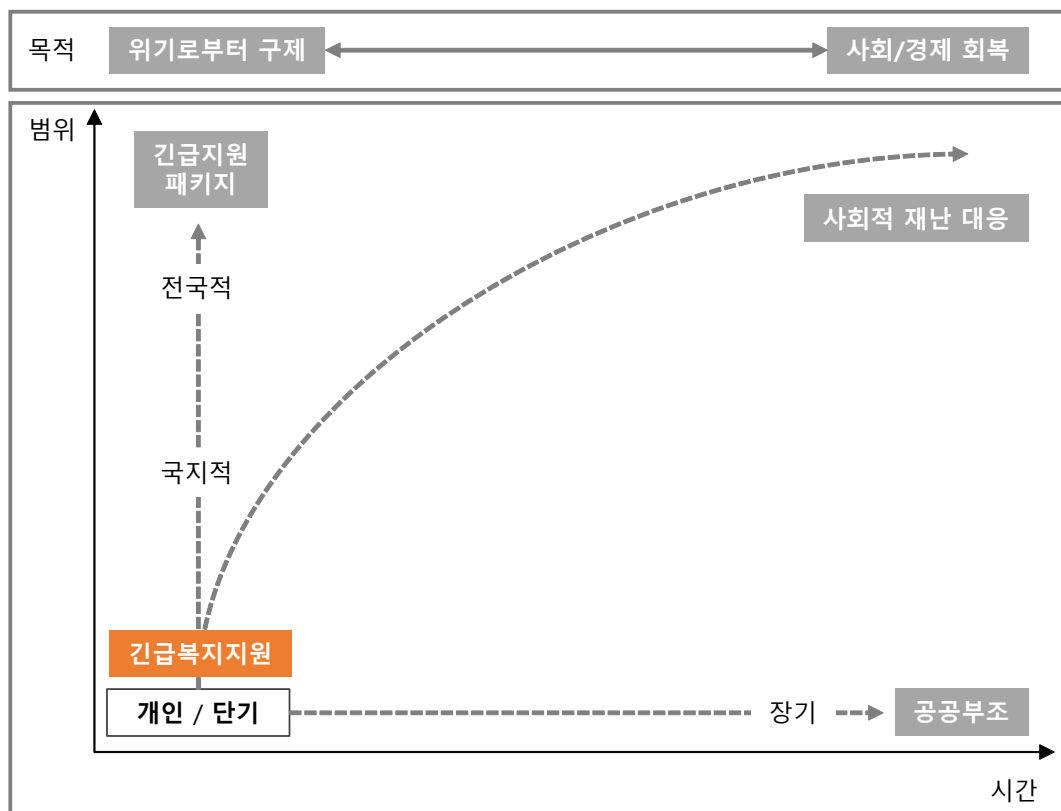 목적
위기로부터 구제
사회/경제 회복
범위
긴급지원
패키지
사회적 재난 대응
전국적
국지적
긴급복지지원
개인 / 단기
장기
공공부조
시간